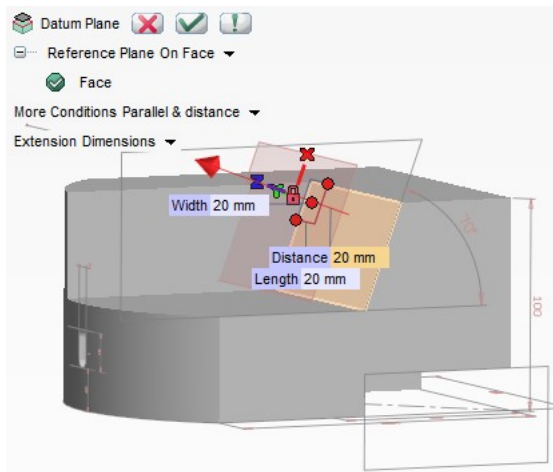 Datum Plane
Reference Plane On Face
Face
More Conditions Parallel & distance
Extension Dimensions
X
Z
Y
Width 20 mm
Distance 20 mm
Length 20 mm
70°
100